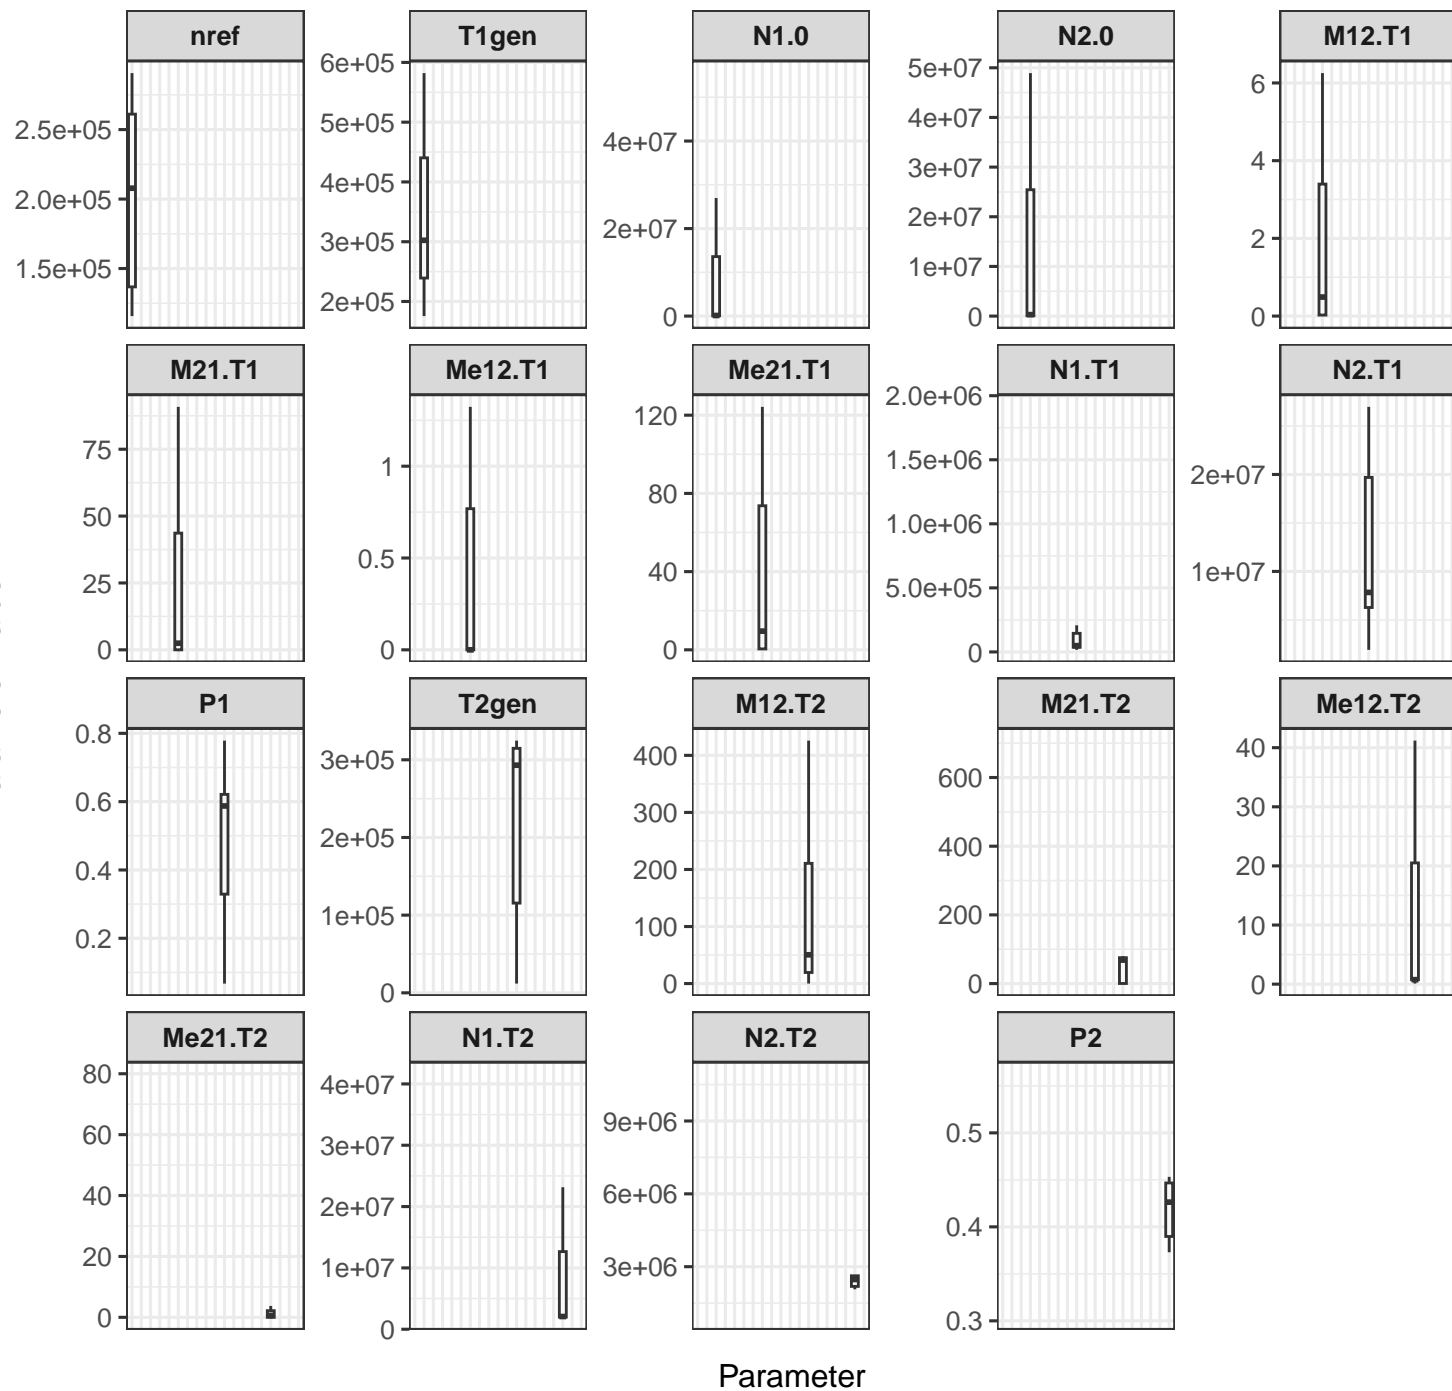 nref
T1gen
N1.0
N2.0
M12.T1
2.5e+05
2.0e+05
1.5e+05
6e+05
5e+05
4e+05
3e+05
2e+05
4e+07
2e+07
0
5e+07
4e+07
3e+07
2e+07
1e+07
0
6
4
2
0
M21.T1
Me12.T1
Me21.T1
N1.T1
N2.T1
75
50
25
0
1
0.5
0
120
80
40
0
2.0e+06
1.5e+06
1.0e+06
5.0e+05
0
2e+07
1e+07
P1
T2gen
M12.T2
M21.T2
Me12.T2
0.8
0.6
0.4
0.2
3e+05
2e+05
1e+05
0
400
300
200
100
0
600
400
200
0
40
30
20
10
0
Me21.T2
N1.T2
N2.T2
P2
80
60
40
20
0
4e+07
3e+07
2e+07
1e+07
0
9e+06
6e+06
3e+06
0.5
0.4
0.3
Parameter